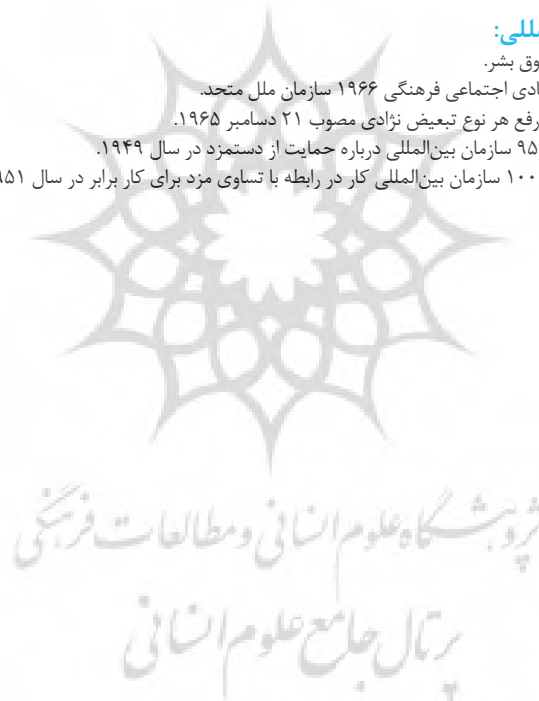 مللی:
وق بشر.
ادی اجتماعی فرهنگی ۱۹۶۶ سازمان ملل متحد.
رفع هر نوع تبعیض نژادی مصوب ۲۱ دسامبر ۱۹۶۵.
۹۵ سازمان بین‌المللی درباره حمایت از دستمزد در سال ۱۹۴۹.
۱۰۰ سازمان بین‌المللی کار در رابطه با تساوی مزد برای کار برابر در سال ۹۵۱
پژوهشگاه علوم انسانی و مطالعات فرهنگی
پرتال جامع علوم انسانی